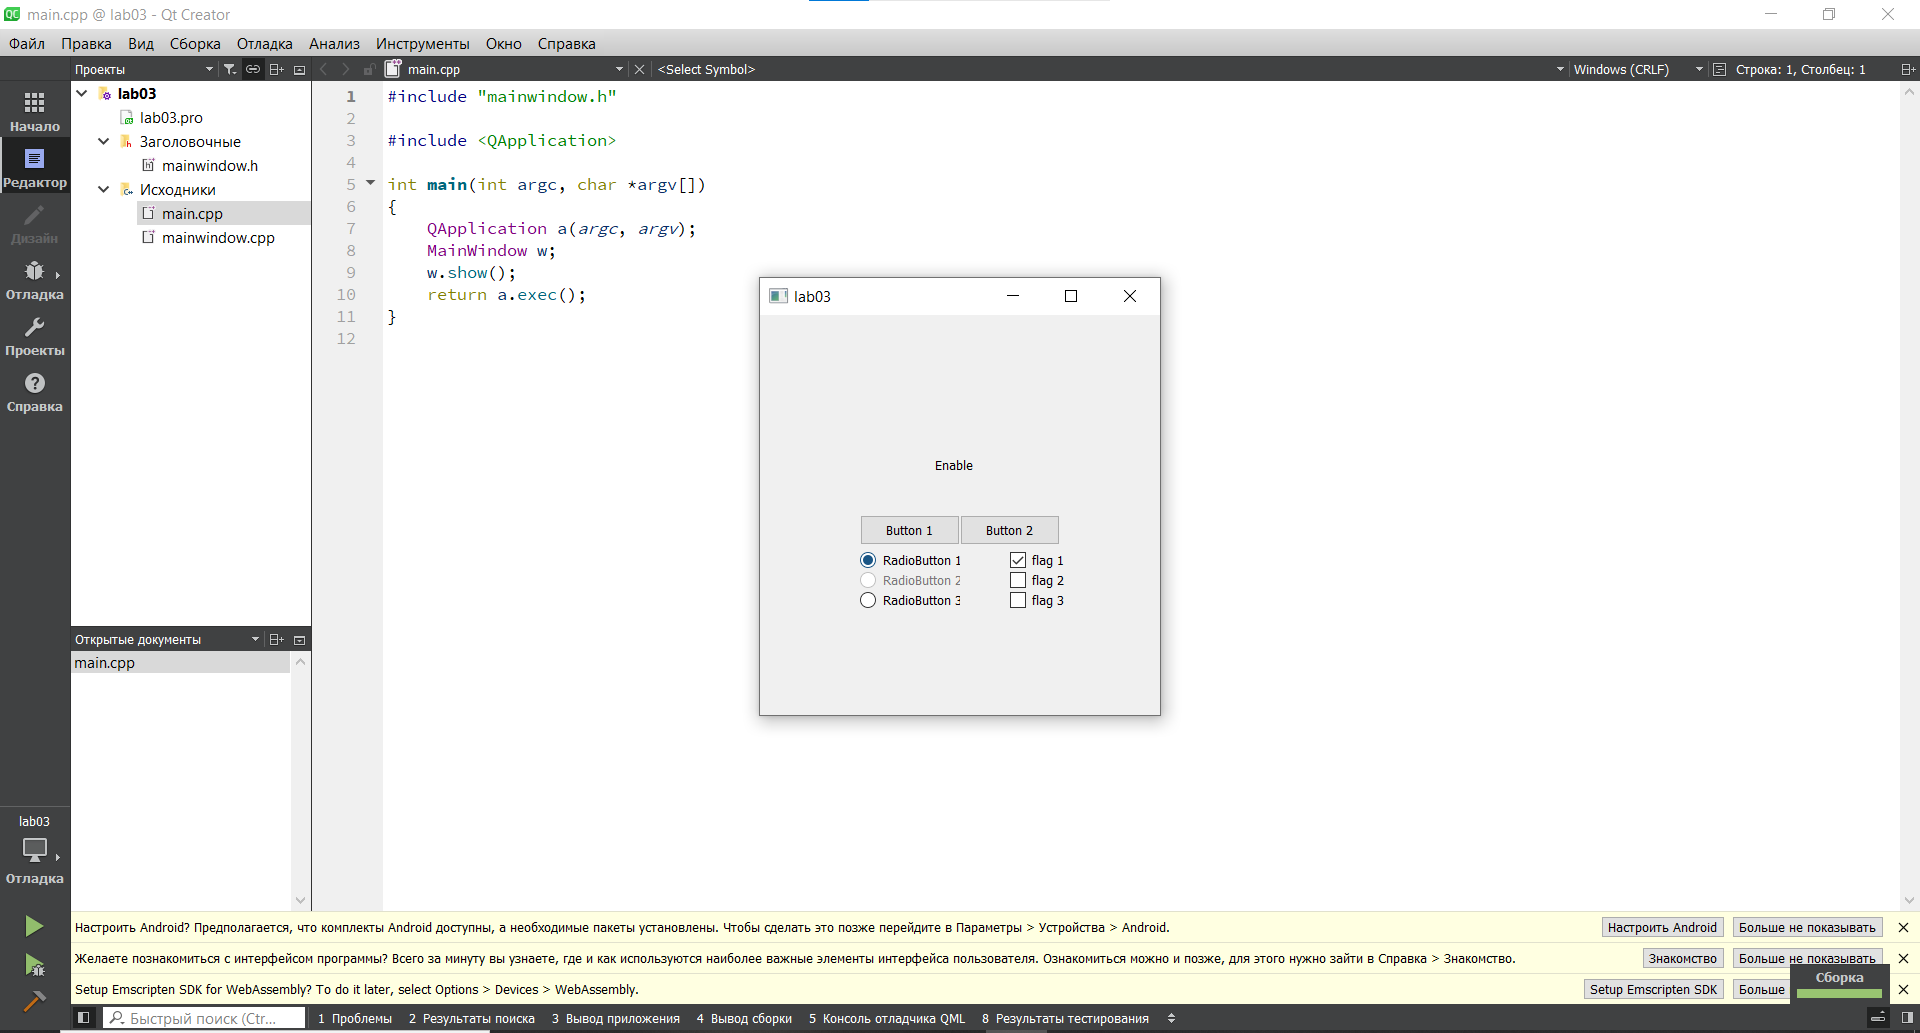 main.cpp @ lab03 - Qt Creator
Файл Правка Вид Сборка Отладка Анализ Инструменты Окно Справка
Проекты
main.cpp
<Select Symbol>
Windows (CRLF)
Строка: 1, Столбец: 1
Начало
Редактор
Дизайн
Отладка
Проекты
Справка
lab03
lab03.pro
Заголовочные
mainwindow.h
Исходники
main.cpp
mainwindow.cpp
1 #include "mainwindow.h"
2
3 #include <QApplication>
4
5 int main(int argc, char *argv[])
6 {
7 QApplication a(argc, argv);
8 MainWindow w;
9 w.show();
10 return a.exec();
11 }
12
lab03
Enable
Button 1 Button 2
RadioButton 1 flag 1
RadioButton 2 flag 2
RadioButton 3 flag 3
Открытые документы
main.cpp
lab03
Отладка
Настроить Android? Предполагается, что комплекты Android доступны, а необходимые пакеты установлены. Чтобы сделать это позже перейдите в Параметры > Устройства > Android. Настроить Android Больше не показывать
Желаете познакомиться с интерфейсом программы? Всего за минуту вы узнаете, где и как используются наиболее важные элементы интерфейса пользователя. Ознакомиться можно и позже, для этого нужно зайти в Справка > Знакомство. Знакомство Больше не показывать
Setup Emscripten SDK for WebAssembly? To do it later, select Options > Devices > WebAssembly. Setup Emscripten SDK Больше
Сборка
Быстрый поиск (Ctr... 1 Проблемы 2 Результаты поиска 3 Вывод приложения 4 Вывод сборки 5 Консоль отладчика QML 8 Результаты тестирования